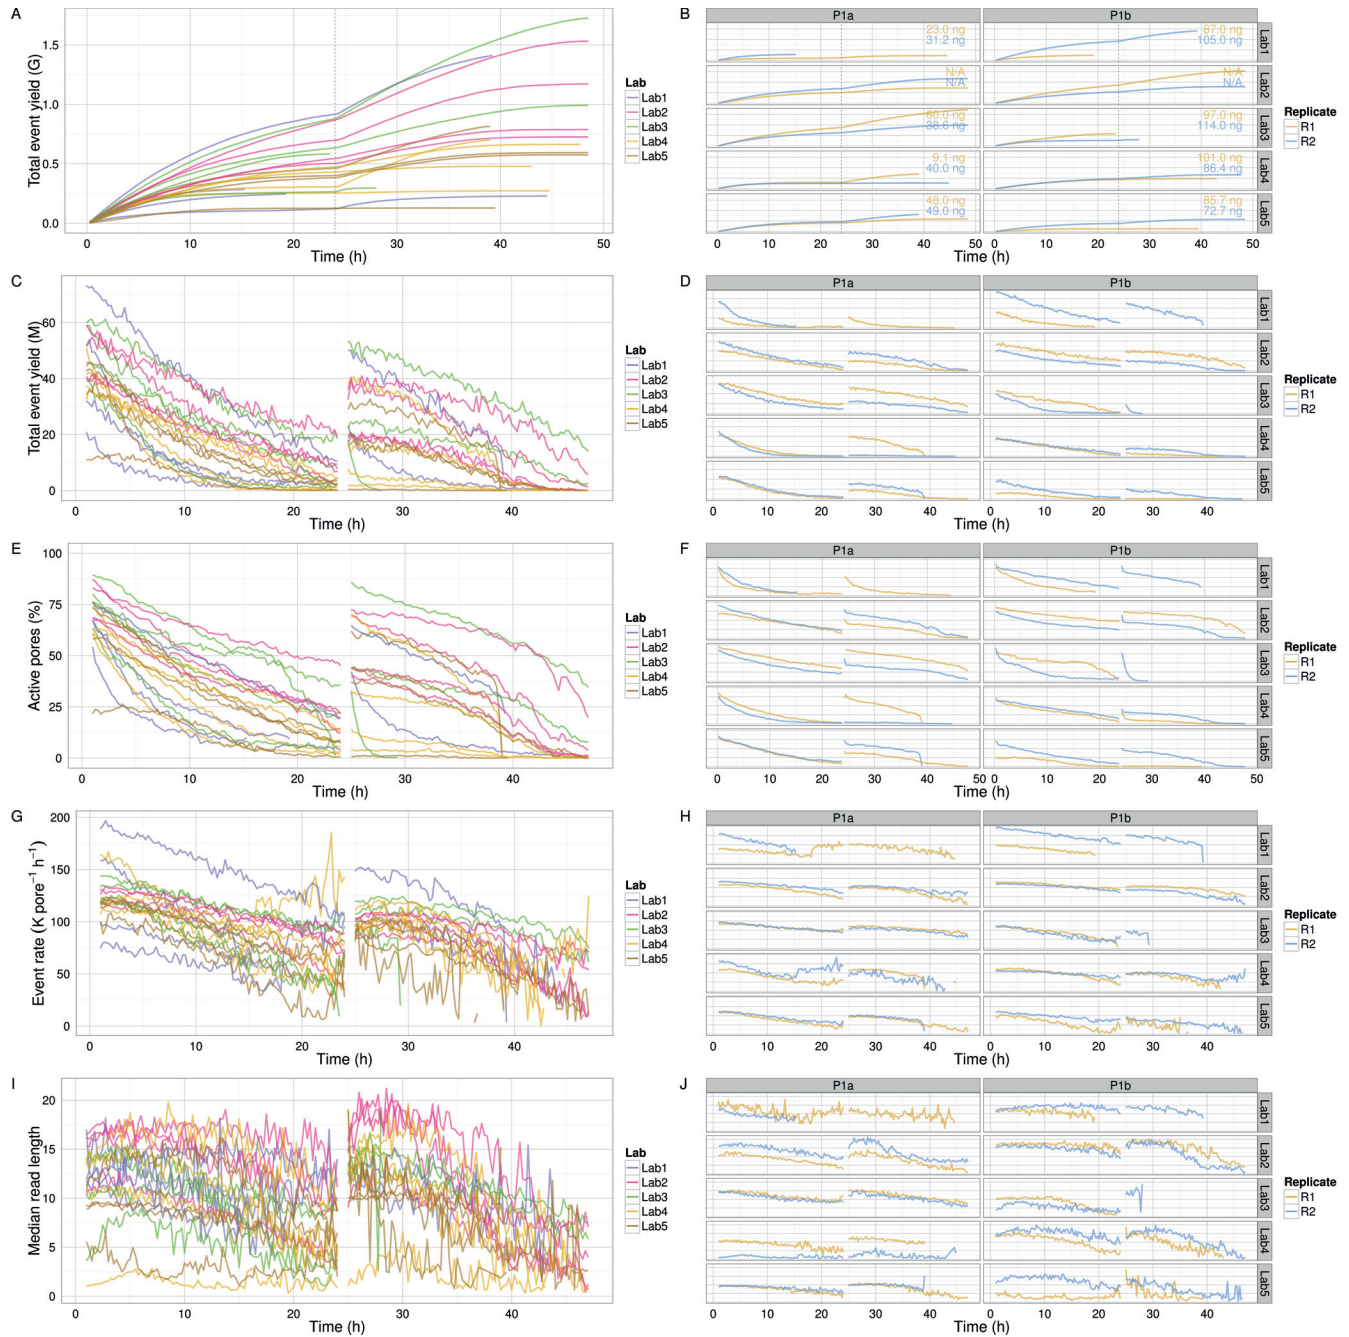 A
Total event yield (G)
1.5
1.0
0.5
0.0
0
10
20
30
40
50
Time (h)
Lab
Lab1
Lab2
Lab3
Lab4
Lab5
B
P1a
P1b
23.0 ng
31.2 ng
87.0 ng
105.0 ng
Lab1
N/A
N/A
N/A
N/A
Lab2
60.0 ng
38.6 ng
97.0 ng
114.0 ng
Lab3
9.1 ng
40.0 ng
101.0 ng
86.4 ng
Lab4
48.0 ng
49.0 ng
85.7 ng
72.7 ng
Lab5
0 10 20 30 40 50 0 10 20 30 40 50
Time (h)
Replicate
R1
R2
C
Total event yield (M)
60
40
20
0
0 10 20 30 40
Time (h)
Lab
Lab1
Lab2
Lab3
Lab4
Lab5
D
P1a
P1b
Lab1
Lab2
Lab3
Lab4
Lab5
0 10 20 30 40 0 10 20 30 40
Time (h)
Replicate
R1
R2
E
Active pores (%)
100
75
50
25
0
0 10 20 30 40
Time (h)
Lab
Lab1
Lab2
Lab3
Lab4
Lab5
F
P1a
P1b
Lab1
Lab2
Lab3
Lab4
Lab5
0 10 20 30 40 50 0 10 20 30 40 50
Time (h)
Replicate
R1
R2
G
Event rate (K pore⁻¹ h⁻¹)
200
150
100
50
0
0 10 20 30 40
Time (h)
Lab
Lab1
Lab2
Lab3
Lab4
Lab5
H
P1a
P1b
Lab1
Lab2
Lab3
Lab4
Lab5
0 10 20 30 40 0 10 20 30 40
Time (h)
Replicate
R1
R2
I
Median read length
20
15
10
5
0
0 10 20 30 40
Time (h)
Lab
Lab1
Lab2
Lab3
Lab4
Lab5
J
P1a
P1b
Lab1
Lab2
Lab3
Lab4
Lab5
0 10 20 30 40 50 0 10 20 30 40
Time (h)
Replicate
R1
R2